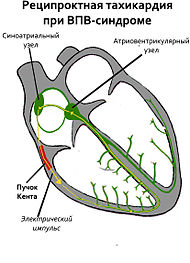 Реципроктная тахикардия
при ВПВ-синдроме
Синоатриальный
узел
Атриовентрикулярный
узел
Пучок
Кента
Электрический
импульс